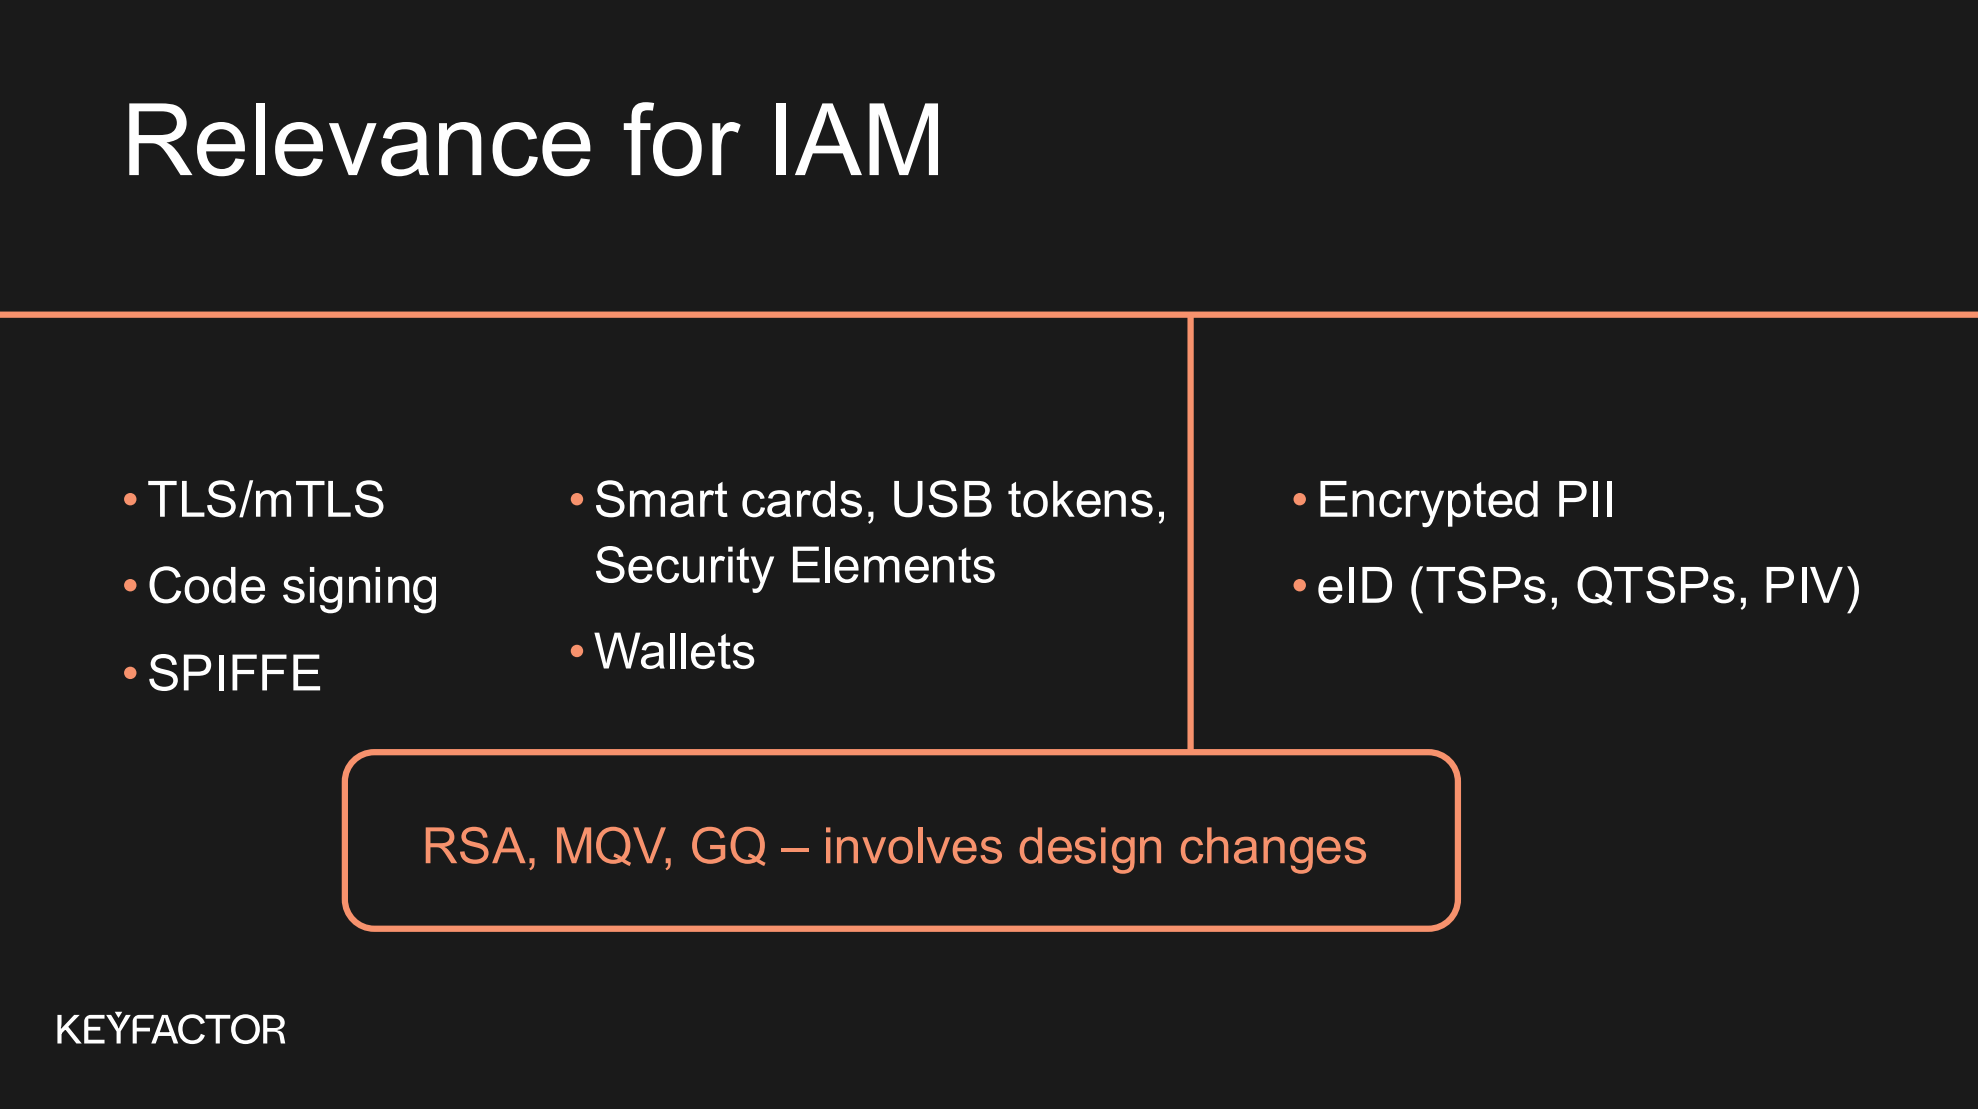 Relevance for IAM
• TLS/mTLS
• Code signing
• SPIFFE
• Smart cards, USB tokens,
Security Elements
• Wallets
• Encrypted PII
• eID (TSPs, QTSPs, PIV)
RSA, MQV, GQ – involves design changes
KEYFACTOR